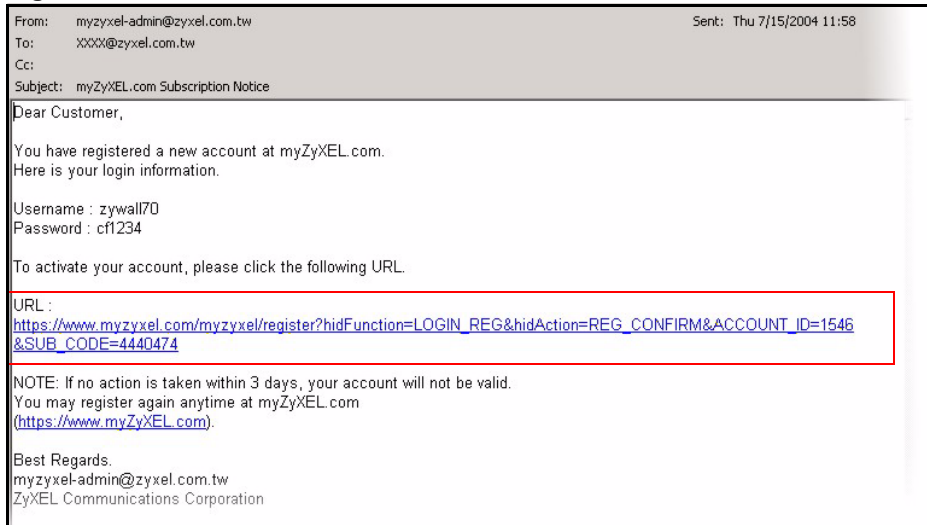 From: myzyxel-admin@zyxel.com.tw Sent: Thu 7/15/2004 11:58
To: XXXX@zyxel.com.tw
Cc:
Subject: myZyXEL.com Subscription Notice
Dear Customer,
You have registered a new account at myZyXEL.com.
Here is your login information.
Username : zywall70
Password : cf1234
To activate your account, please click the following URL.
URL :
https://www.myzyxel.com/myzyxel/register?hidFunction=LOGIN_REG&hidAction=REG_CONFIRM&ACCOUNT_ID=1546
&SUB_CODE=4440474
NOTE: If no action is taken within 3 days, your account will not be valid.
You may register again anytime at myZyXEL.com
(https://www.myZyXEL.com).
Best Regards.
myzyxel-admin@zyxel.com.tw
ZyXEL Communications Corporation